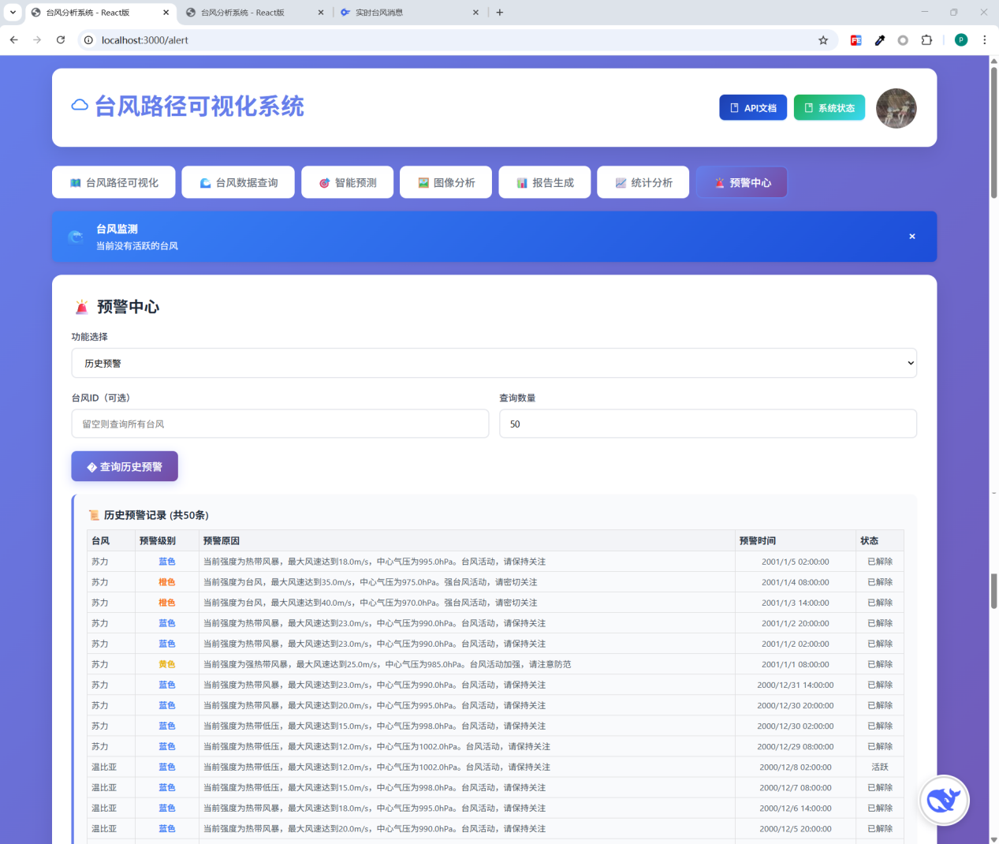 台风分析系统 - React版
台风分析系统 - React版
实时台风消息
localhost:3000/alert
台风路径可视化系统
API文档
系统状态
台风路径可视化
台风数据查询
智能预测
图像分析
报告生成
统计分析
预警中心
台风监测
当前没有活跃的台风
预警中心
功能选择
历史预警
台风ID（可选） 查询数量
留空则查询所有台风 50
� 查询历史预警
历史预警记录 (共50条)
台风 预警级别 预警原因 预警时间 状态
苏力 蓝色 当前强度为热带风暴，最大风速达到18.0m/s，中心气压为995.0hPa。台风活动，请保持关注 2001/1/5 02:00:00 已解除
苏力 橙色 当前强度为台风，最大风速达到35.0m/s，中心气压为975.0hPa。强台风活动，请密切关注 2001/1/4 08:00:00 已解除
苏力 橙色 当前强度为台风，最大风速达到40.0m/s，中心气压为970.0hPa。强台风活动，请密切关注 2001/1/3 14:00:00 已解除
苏力 蓝色 当前强度为热带风暴，最大风速达到23.0m/s，中心气压为990.0hPa。台风活动，请保持关注 2001/1/2 20:00:00 已解除
苏力 蓝色 当前强度为热带风暴，最大风速达到23.0m/s，中心气压为990.0hPa。台风活动，请保持关注 2001/1/2 02:00:00 已解除
苏力 黄色 当前强度为强热带风暴，最大风速达到25.0m/s，中心气压为985.0hPa。台风活动加强，请注意防范 2001/1/1 08:00:00 已解除
苏力 蓝色 当前强度为热带风暴，最大风速达到23.0m/s，中心气压为990.0hPa。台风活动，请保持关注 2000/12/31 14:00:00 已解除
苏力 蓝色 当前强度为热带风暴，最大风速达到20.0m/s，中心气压为995.0hPa。台风活动，请保持关注 2000/12/30 20:00:00 已解除
苏力 蓝色 当前强度为热带低压，最大风速达到15.0m/s，中心气压为998.0hPa。台风活动，请保持关注 2000/12/30 02:00:00 已解除
苏力 蓝色 当前强度为热带低压，最大风速达到12.0m/s，中心气压为1002.0hPa。台风活动，请保持关注 2000/12/29 08:00:00 已解除
温比亚 蓝色 当前强度为热带低压，最大风速达到12.0m/s，中心气压为1002.0hPa。台风活动，请保持关注 2000/12/8 02:00:00 活跃
温比亚 蓝色 当前强度为热带低压，最大风速达到15.0m/s，中心气压为998.0hPa。台风活动，请保持关注 2000/12/7 08:00:00 已解除
温比亚 蓝色 当前强度为热带风暴，最大风速达到18.0m/s，中心气压为995.0hPa。台风活动，请保持关注 2000/12/6 14:00:00 已解除
温比亚 蓝色 当前强度为热带风暴，最大风速达到20.0m/s，中心气压为990.0hPa。台风活动，请保持关注 2000/12/5 20:00:00 已解除